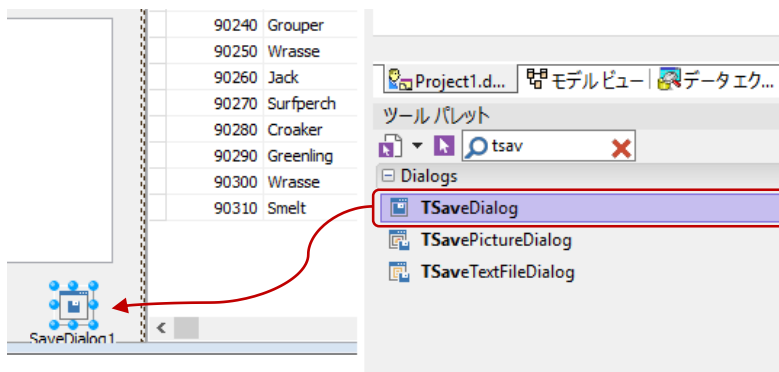 90240 Grouper
90250 Wrasse
90260 Jack
90270 Surfperch
90280 Croaker
90290 Greenling
90300 Wrasse
90310 Smelt
SaveDialog1
Project1.d... モデル ビュー データ エク...
ツール パレット
tsav
Dialogs
TSaveDialog
TSavePictureDialog
TSaveTextFileDialog